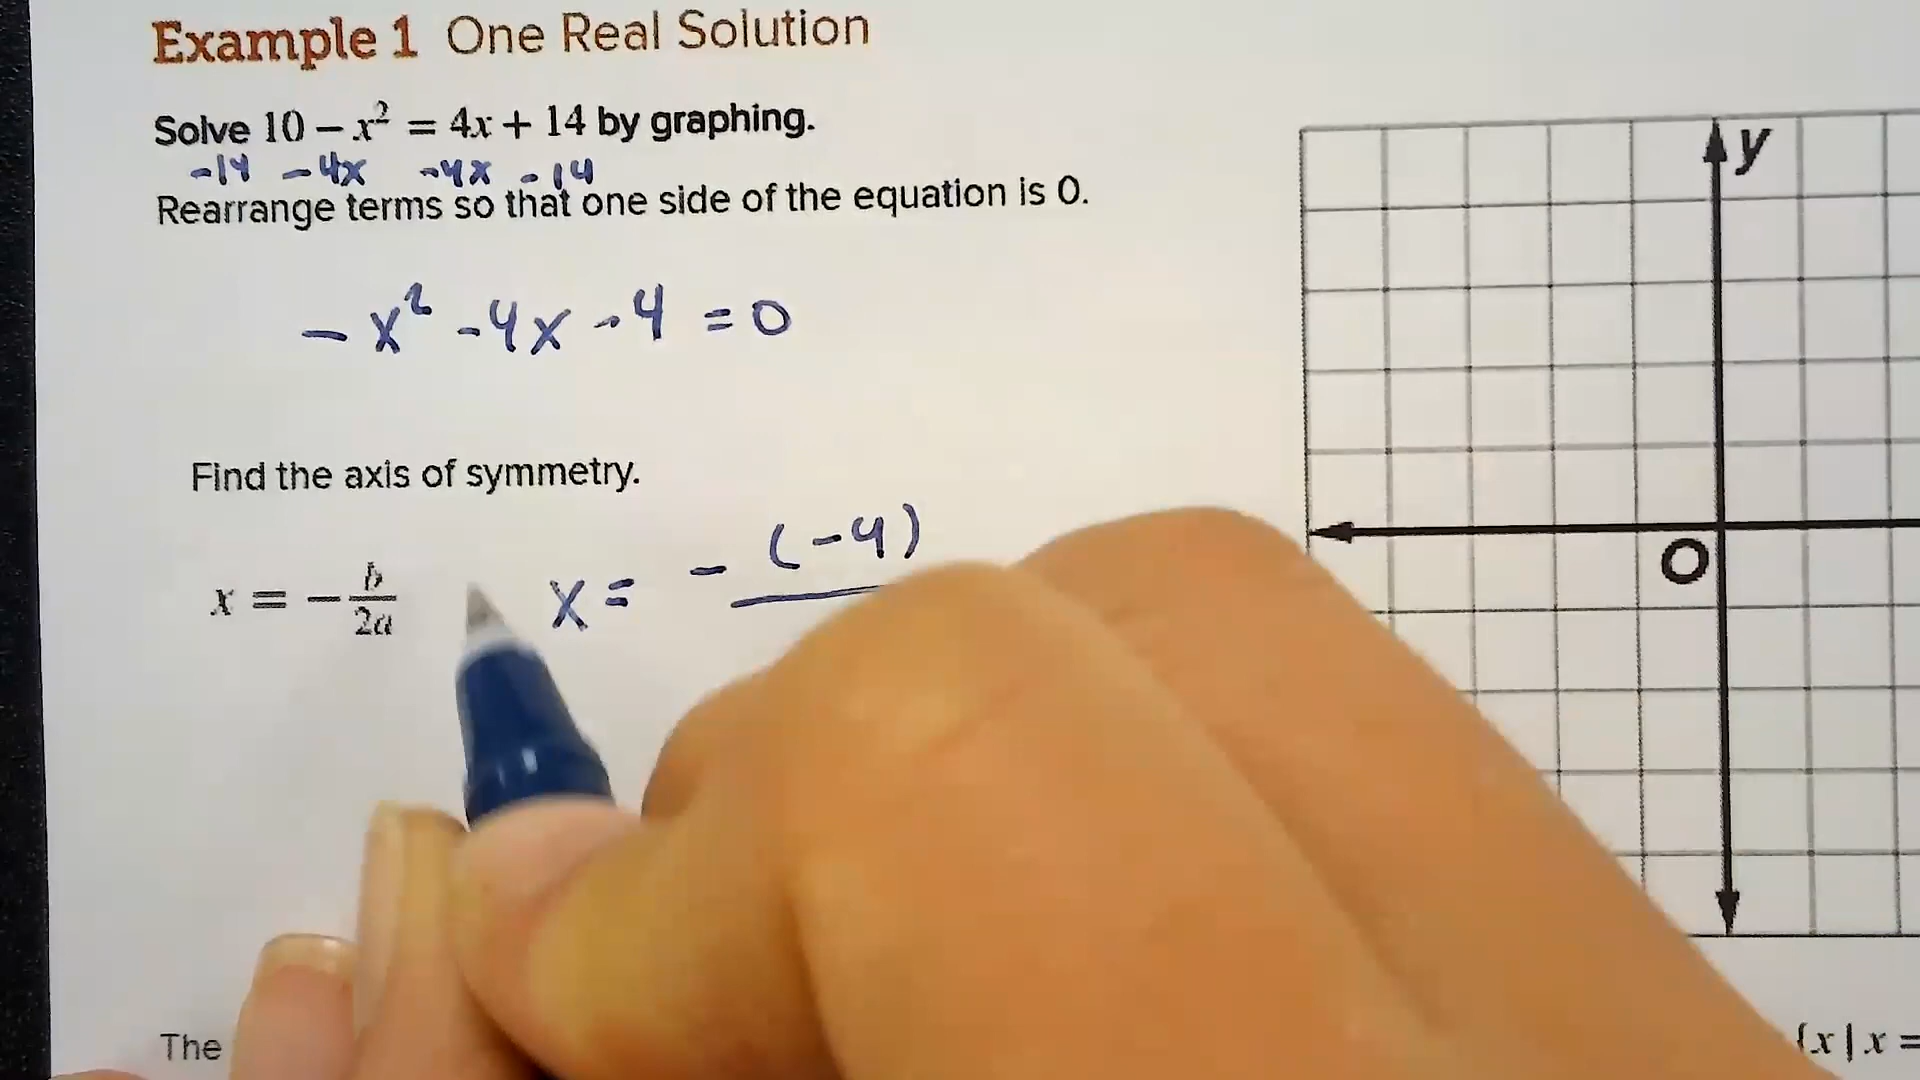 Example 1 One Real Solution
Solve 10 – x² = 4x + 14 by graphing.
-14 -4x -4x -14
Rearrange terms so that one side of the equation is 0.
- x² -4x -4 = 0
Find the axis of symmetry.
x = - b/2a x = - (-4)
y
O
The
{x | x =